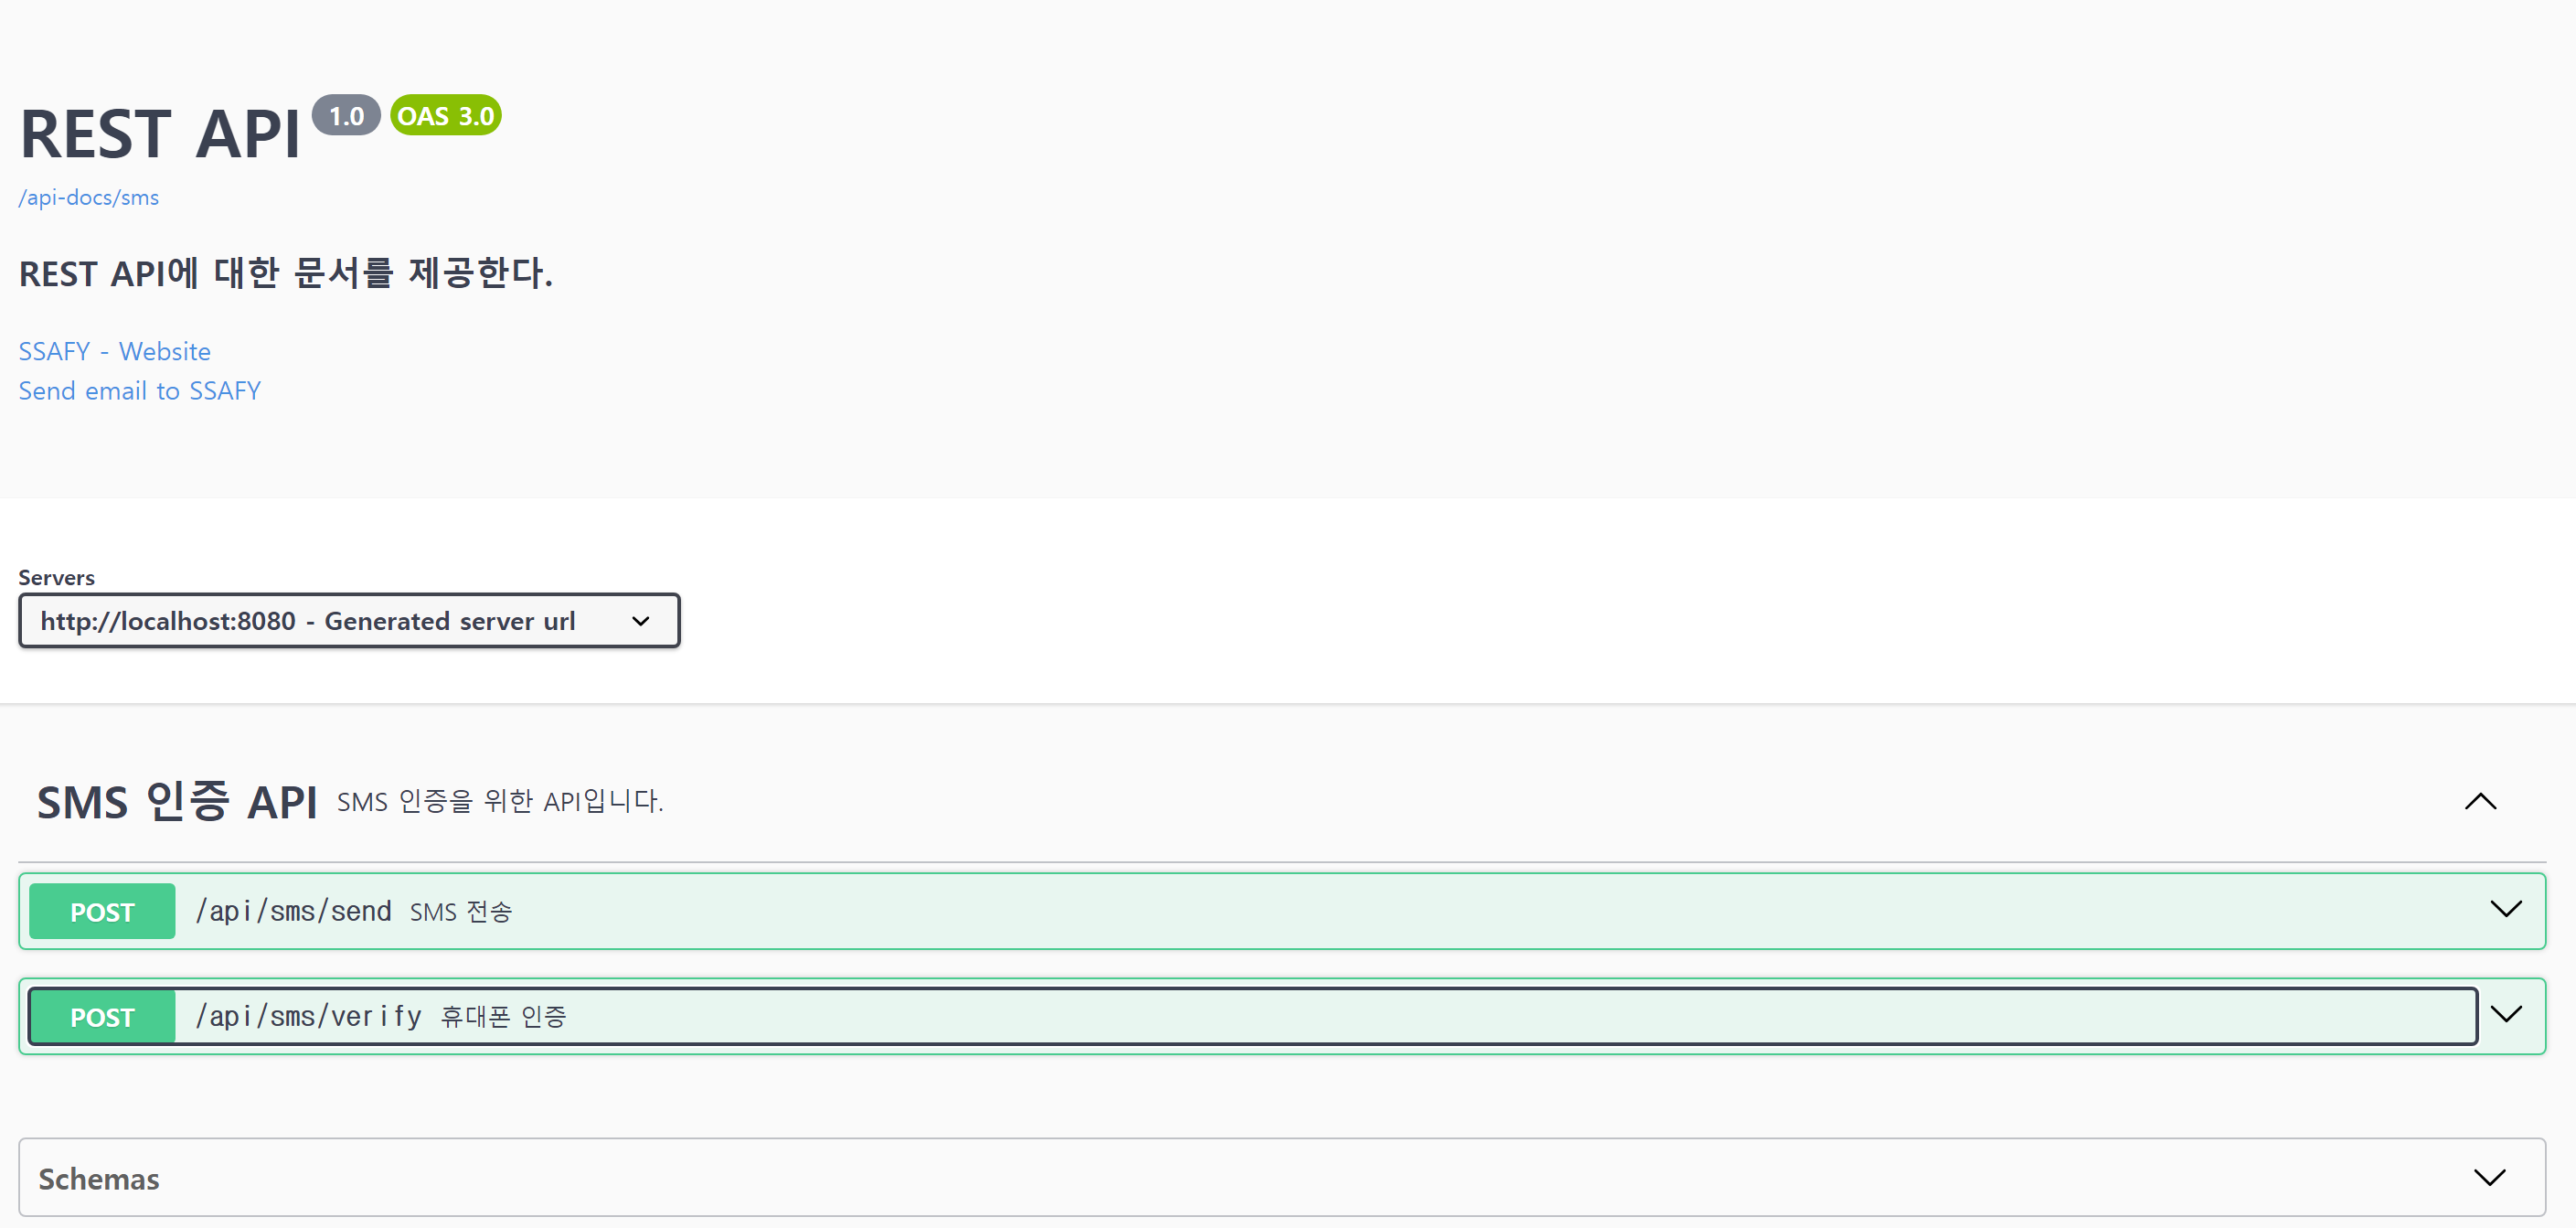 REST API 1.0 OAS 3.0
/api-docs/sms
REST API에 대한 문서를 제공한다.
SSAFY - Website
Send email to SSAFY
Servers
http://localhost:8080 - Generated server url
SMS 인증 API SMS 인증을 위한 API입니다.
POST /api/sms/send SMS 전송
POST /api/sms/verify 휴대폰 인증
Schemas